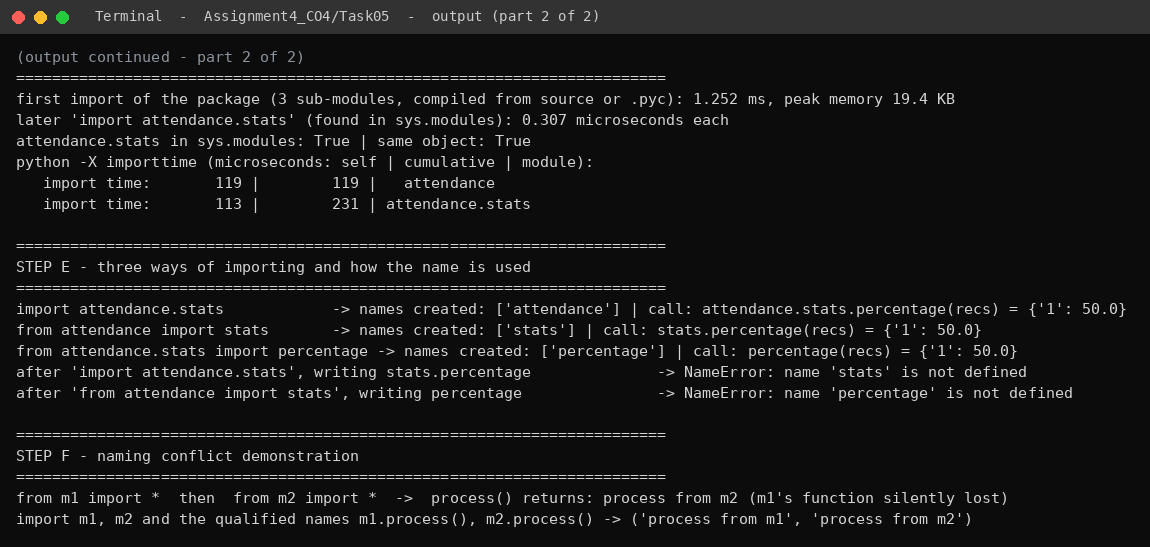 Terminal  -  Assignment4_CO4/Task05  -  output (part 2 of 2)
(output continued - part 2 of 2)
========================================================================
first import of the package (3 sub-modules, compiled from source or .pyc): 1.252 ms, peak memory 19.4 KB
later 'import attendance.stats' (found in sys.modules): 0.307 microseconds each
attendance.stats in sys.modules: True | same object: True
python -X importtime (microseconds: self | cumulative | module):
   import time:       119 |        119 |   attendance
   import time:       113 |        231 | attendance.stats
========================================================================
STEP E - three ways of importing and how the name is used
========================================================================
import attendance.stats            -> names created: ['attendance'] | call: attendance.stats.percentage(recs) = {'1': 50.0}
from attendance import stats       -> names created: ['stats'] | call: stats.percentage(recs) = {'1': 50.0}
from attendance.stats import percentage -> names created: ['percentage'] | call: percentage(recs) = {'1': 50.0}
after 'import attendance.stats', writing stats.percentage              -> NameError: name 'stats' is not defined
after 'from attendance import stats', writing percentage               -> NameError: name 'percentage' is not defined
========================================================================
STEP F - naming conflict demonstration
========================================================================
from m1 import *  then  from m2 import *  ->  process() returns: process from m2 (m1's function silently lost)
import m1, m2 and the qualified names m1.process(), m2.process() -> ('process from m1', 'process from m2')